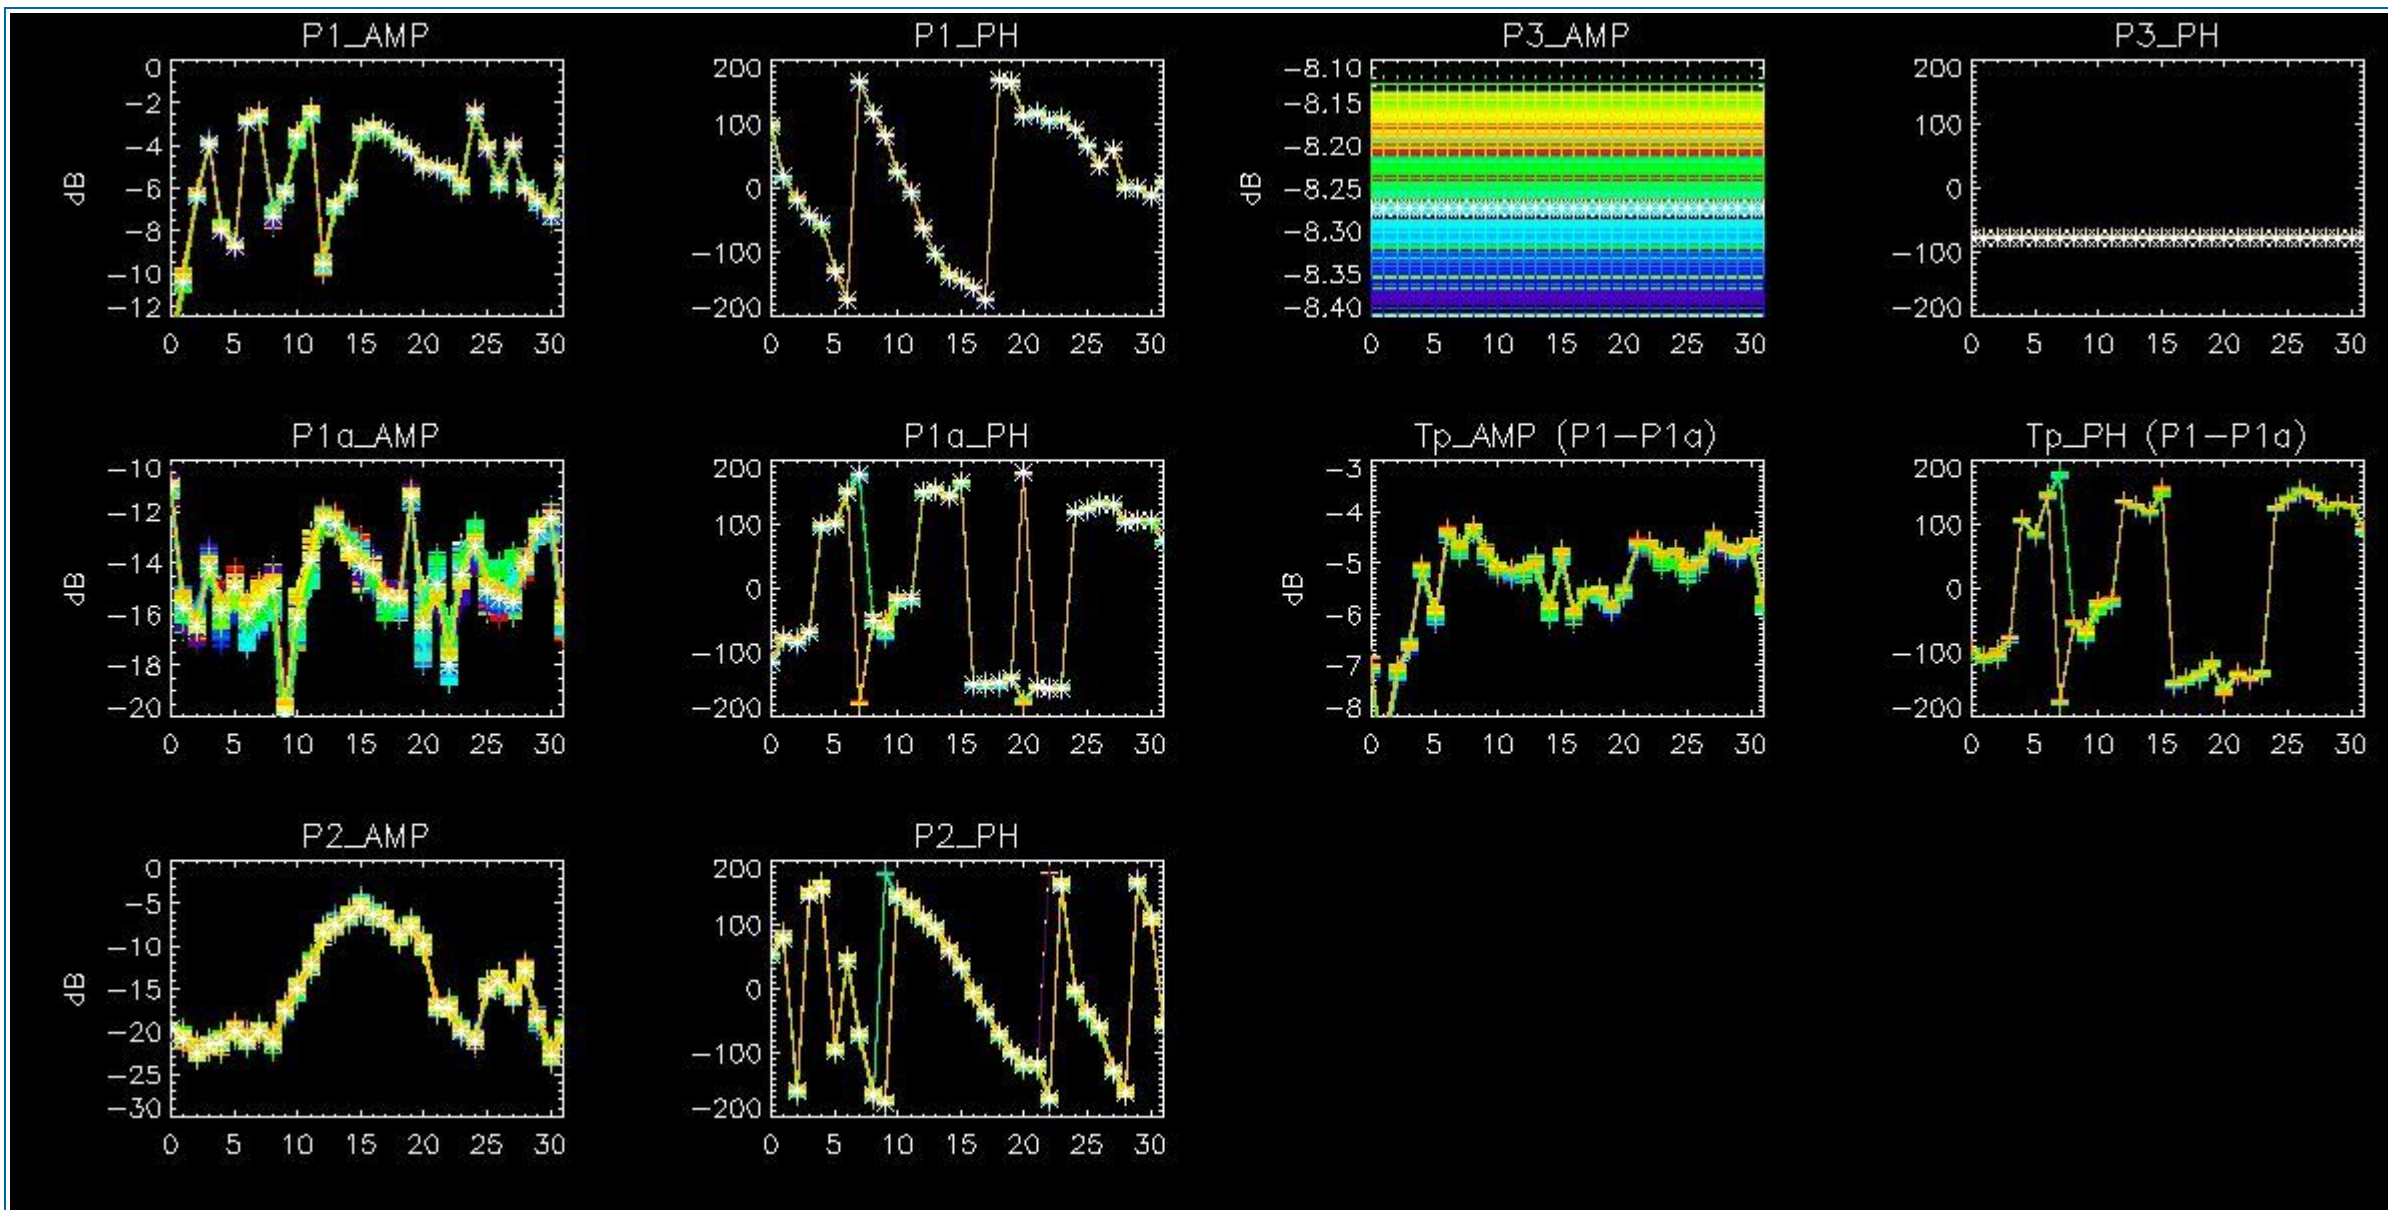 P1_AMP
P1_PH
P3_AMP
P3_PH
0
−2
−4
−6
−8
−10
−12
dB
0 5 10 15 20 25 30
200
100
0
−100
−200
0 5 10 15 20 25 30
−8.10
−8.15
−8.20
−8.25
−8.30
−8.35
−8.40
dB
0 5 10 15 20 25 30
200
100
0
−100
−200
0 5 10 15 20 25 30
P1a_AMP
P1a_PH
Tp_AMP (P1−P1a)
Tp_PH (P1−P1a)
−10
−12
−14
−16
−18
−20
dB
0 5 10 15 20 25 30
200
100
0
−100
−200
0 5 10 15 20 25 30
−3
−4
−5
−6
−7
−8
dB
0 5 10 15 20 25 30
200
100
0
−100
−200
0 5 10 15 20 25 30
P2_AMP
P2_PH
0
−5
−10
−15
−20
−25
−30
dB
0 5 10 15 20 25 30
200
100
0
−100
−200
0 5 10 15 20 25 30